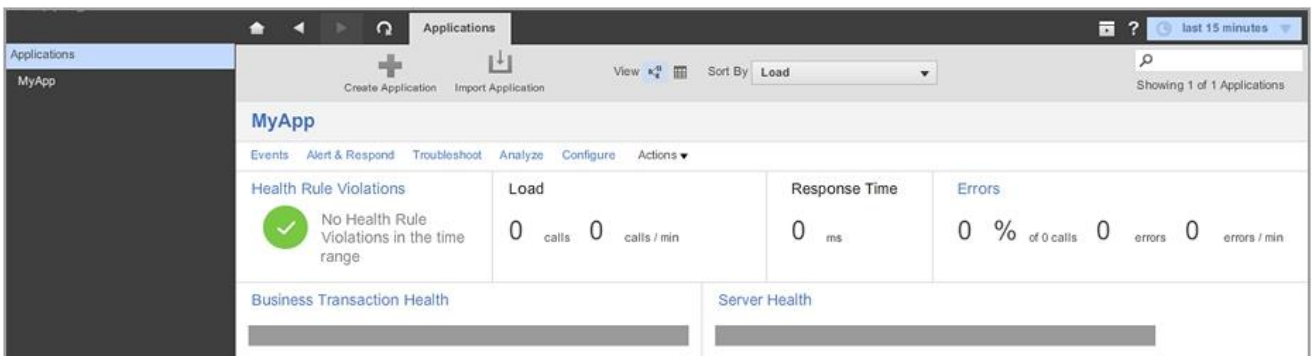 Applications
? last 15 minutes
Applications
MyApp
Create Application Import Application
View Sort By Load
Showing 1 of 1 Applications
MyApp
Events Alert & Respond Troubleshoot Analyze Configure Actions
Health Rule Violations Load Response Time Errors
No Health Rule
Violations in the time
range
0 calls 0 calls / min
0 ms
0 % of 0 calls 0 errors 0 errors / min
Business Transaction Health Server Health